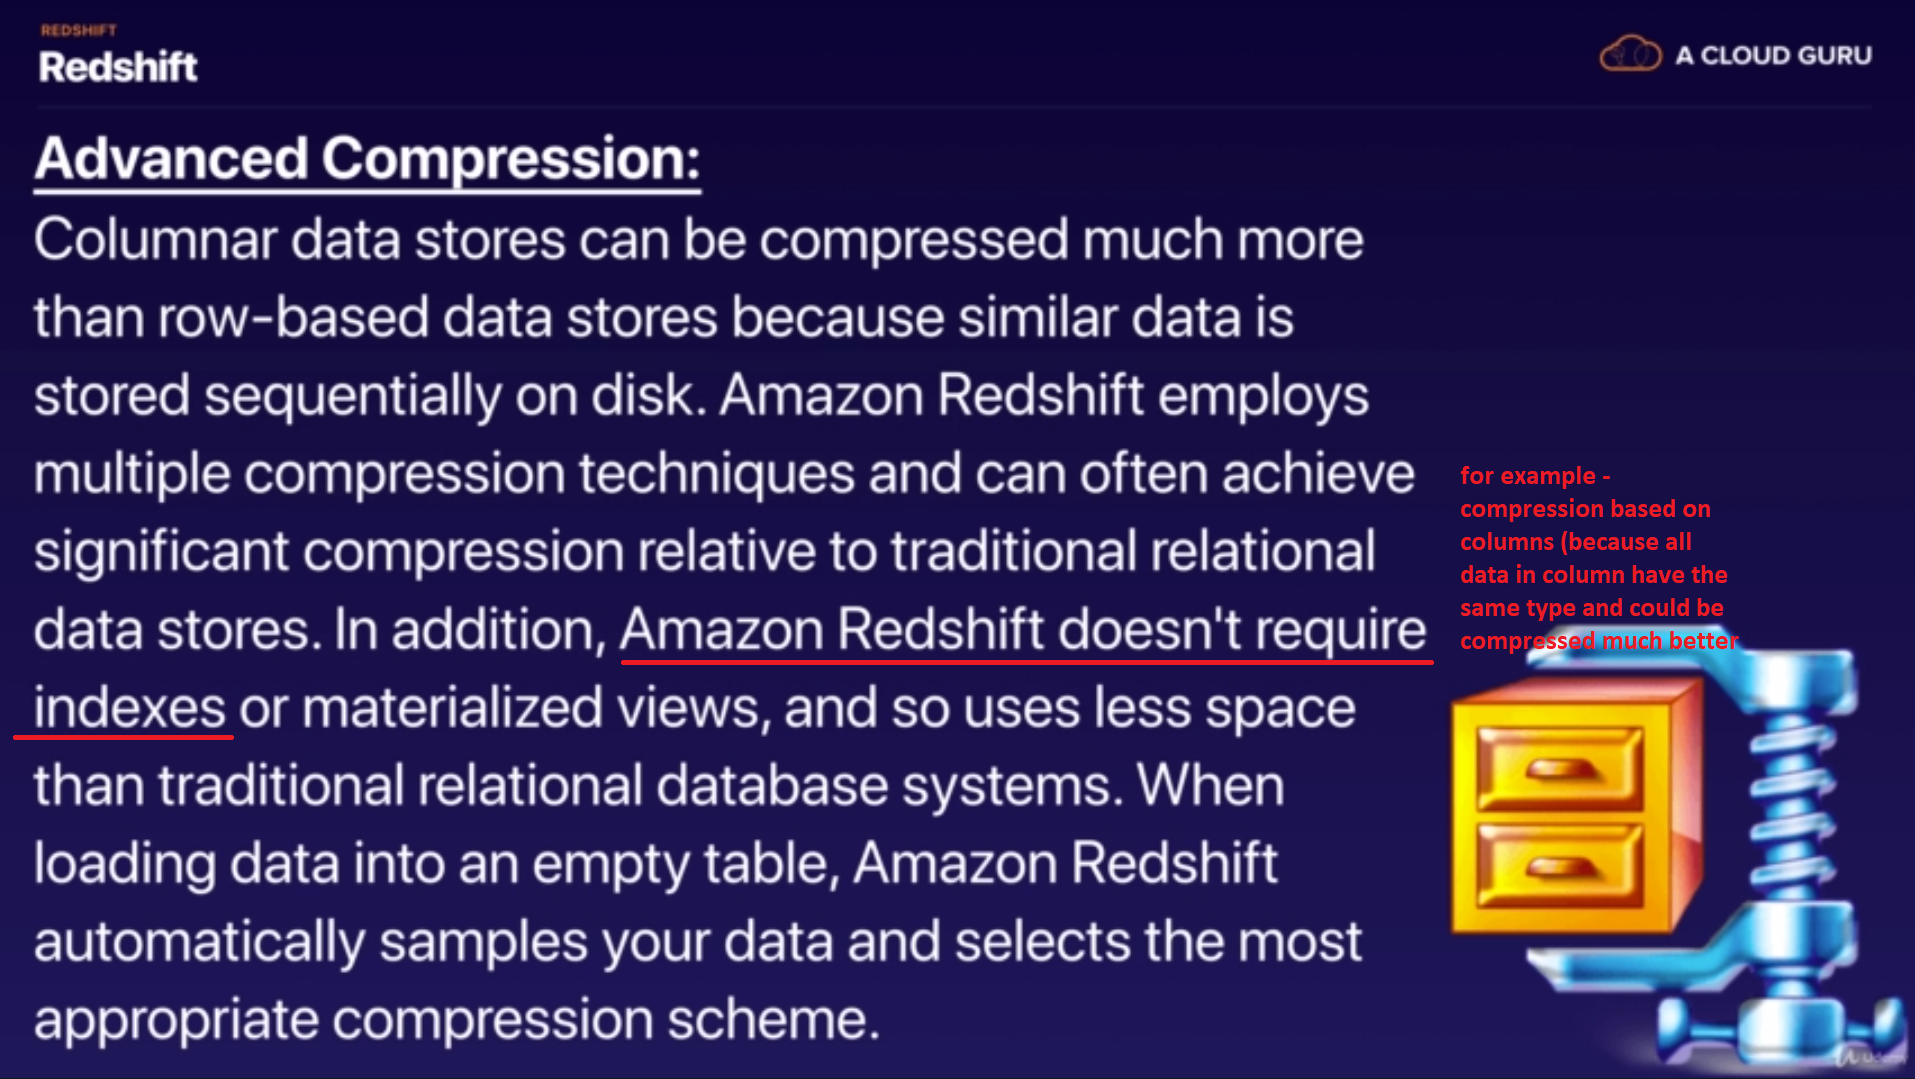 REDSHIFT
Redshift
A CLOUD GURU
Advanced Compression:
Columnar data stores can be compressed much more
than row-based data stores because similar data is
stored sequentially on disk. Amazon Redshift employs
multiple compression techniques and can often achieve
significant compression relative to traditional relational
data stores. In addition, Amazon Redshift doesn't require
indexes or materialized views, and so uses less space
than traditional relational database systems. When
loading data into an empty table, Amazon Redshift
automatically samples your data and selects the most
appropriate compression scheme.
for example -
compression based on
columns (because all
data in column have the
same type and could be
compressed much better
Udemy